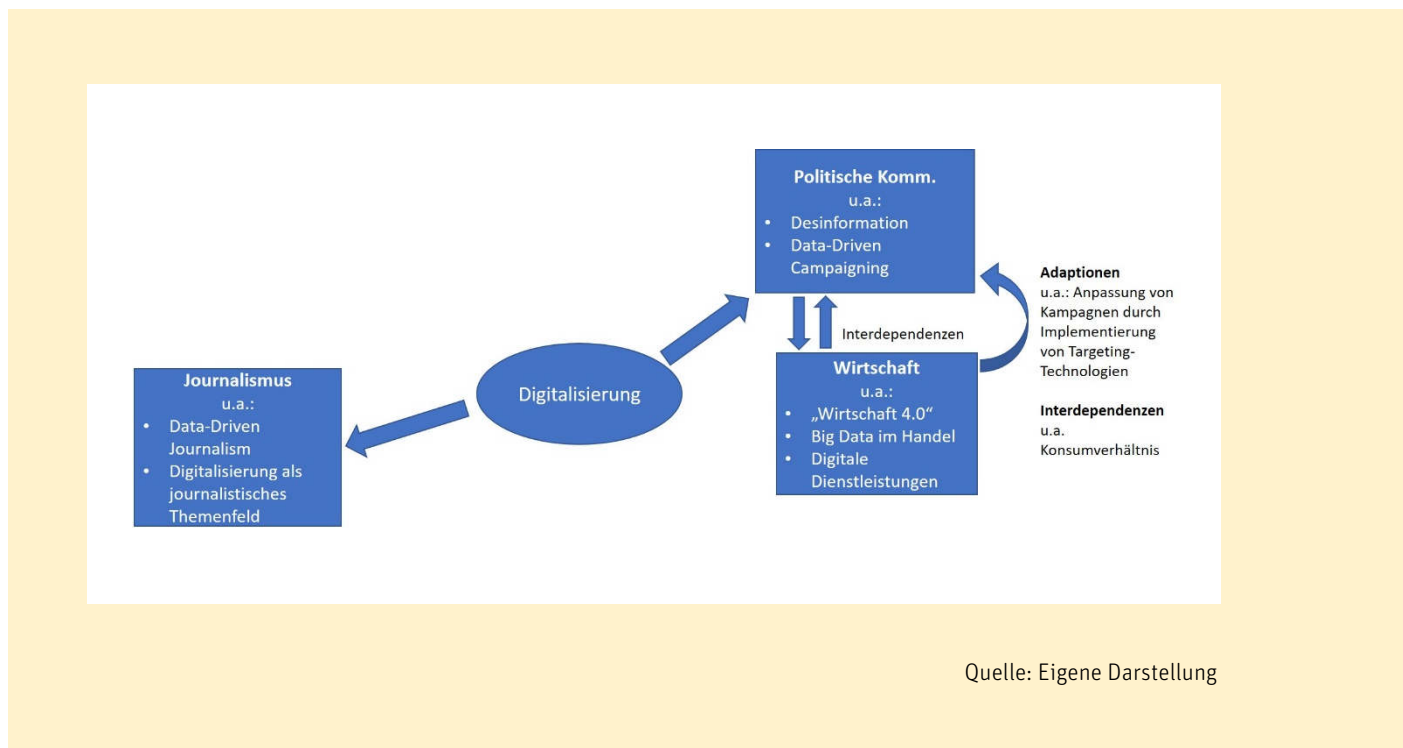 Politische Komm.
u.a.:
• Desinformation
• Data-Driven
Campaigning
Adaptionen
u.a.: Anpassung von
Kampagnen durch
Implementierung
von Targeting-
Technologien
Interdependenzen
Wirtschaft
u.a.:
• „Wirtschaft 4.0“
• Big Data im Handel
• Digitale
Dienstleistungen
Interdependenzen
u.a.
Konsumverhältnis
Digitalisierung
Journalismus
u.a.:
• Data-Driven
Journalism
• Digitalisierung als
journalistisches
Themenfeld
Quelle: Eigene Darstellung